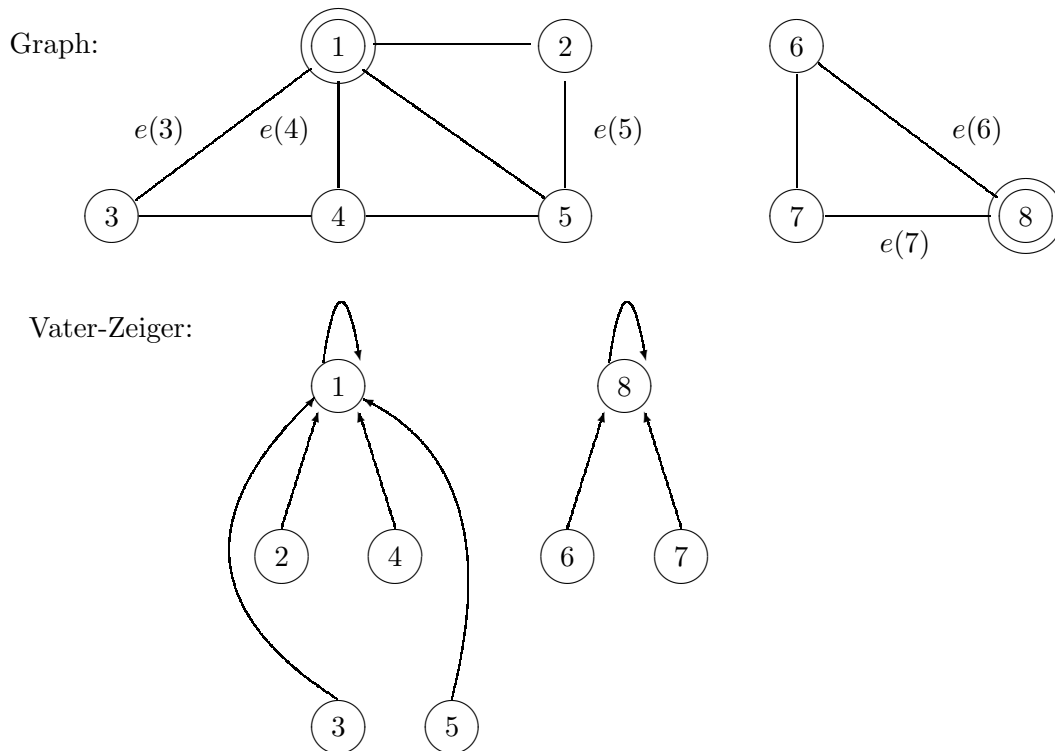 Graph: 1 2 6
e(3) e(4) e(5) e(6)
3 4 5 7 8
e(7)
Vater-Zeiger:
1 8
2 4 6 7
3 5